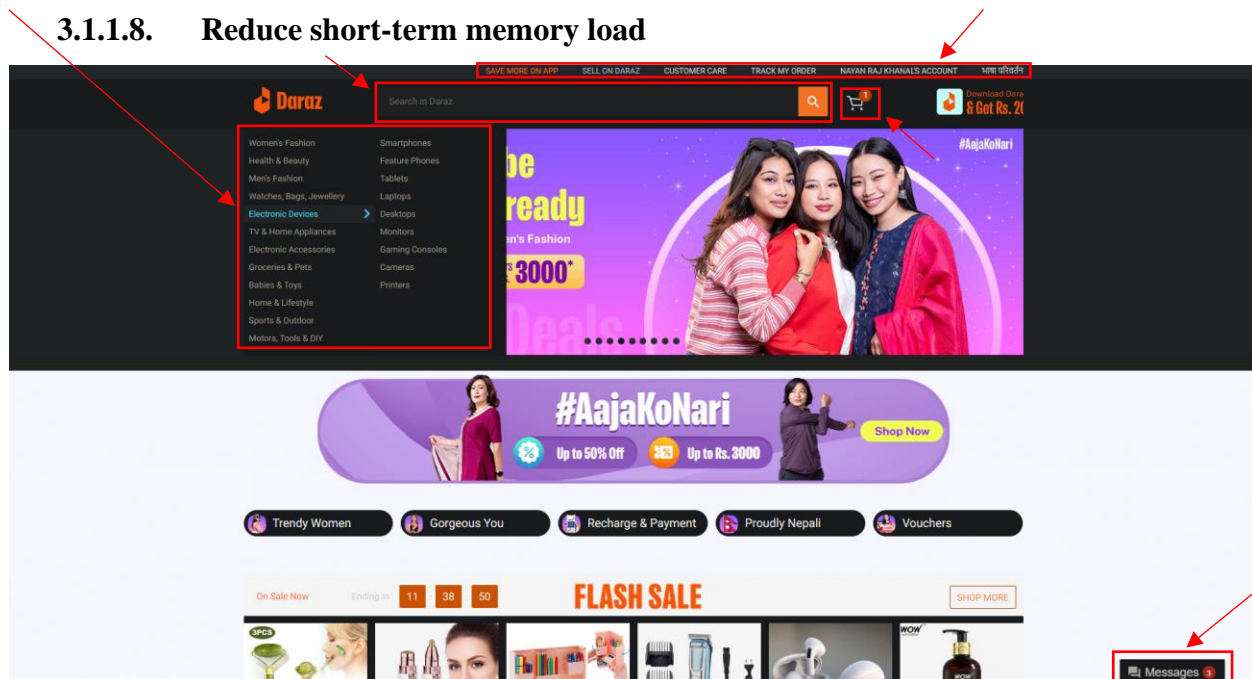 3.1.1.8. Reduce short-term memory load
SAVE MORE ON APP SELL ON DARAZ CUSTOMER CARE TRACK MY ORDER NAYAN RAJ KHANAL'S ACCOUNT भाषा परिवर्तन
Daraz Search in Daraz 1 Download Dara
& Get Rs. 20
Women's Fashion Smartphones
Health & Beauty Feature Phones
Men's Fashion Tablets
Watches, Bags, Jewellery Laptops
Electronic Devices Desktops
TV & Home Appliances Monitors
Electronic Accessories Gaming Consoles
Groceries & Pets Cameras
Babies & Toys Printers
Home & Lifestyle
Sports & Outdoor
Motors, Tools & DIY
#AajaKoNari
be
ready
en's Fashion
3000*
Deals
#AajaKoNari
Up to 50% Off Up to Rs. 3000
Shop Now
Trendy Women Gorgeous You Recharge & Payment Proudly Nepali Vouchers
On Sale Now Ending in 11 : 38 : 50 FLASH SALE SHOP MORE
3PCS WOW
WOW
Messages 3